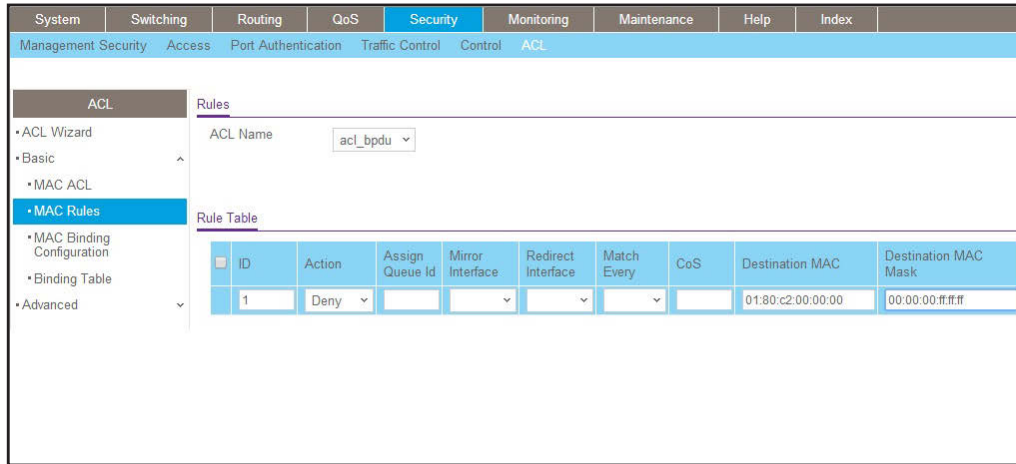 System Switching Routing QoS Security Monitoring Maintenance Help Index
Management Security Access Port Authentication Traffic Control Control ACL
ACL
ACL Wizard
Basic
MAC ACL
MAC Rules
MAC Binding
Configuration
Binding Table
Advanced
Rules
ACL Name acl_bpdu
Rule Table
ID Action Assign Queue Id Mirror Interface Redirect Interface Match Every CoS Destination MAC Destination MAC Mask
1 Deny 01:80:c2:00:00:00 00:00:00:ff:ff:ff